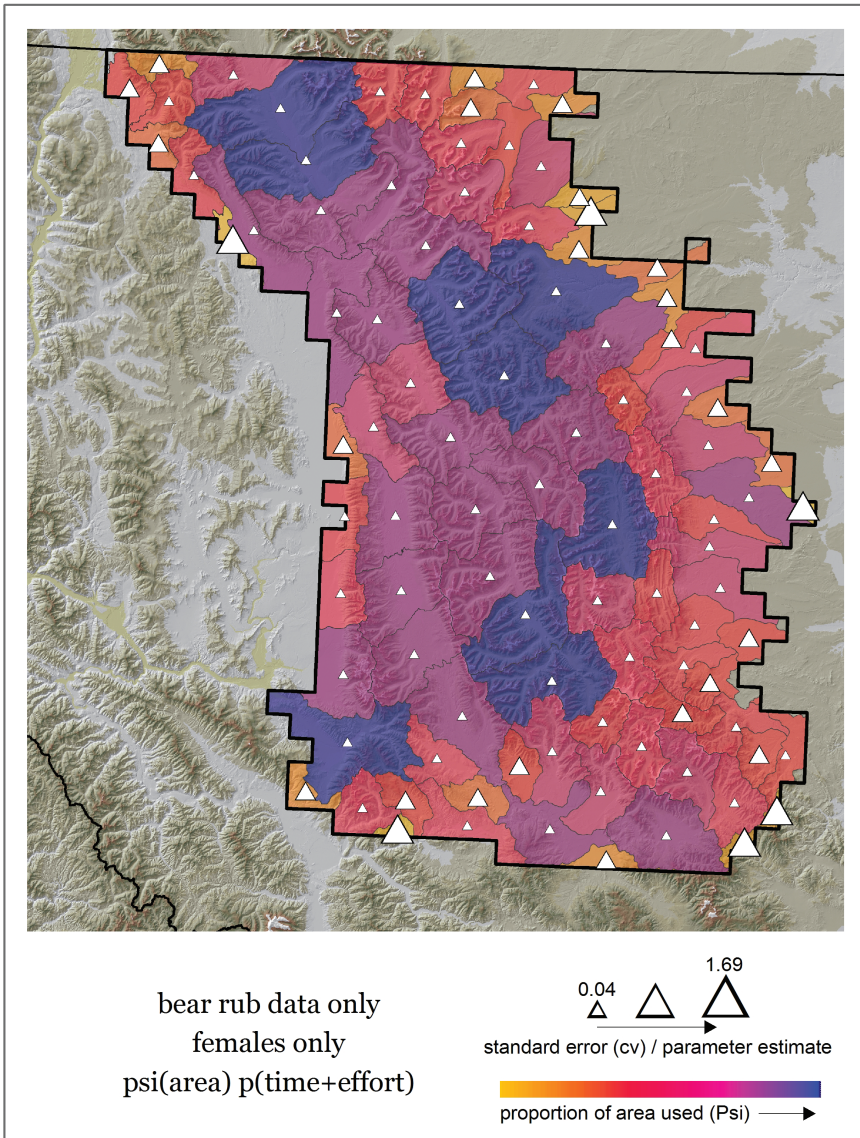 bear rub data only
females only
psi(area) p(time+effort)
0.04
1.69
standard error (cv) / parameter estimate
proportion of area used (Psi)